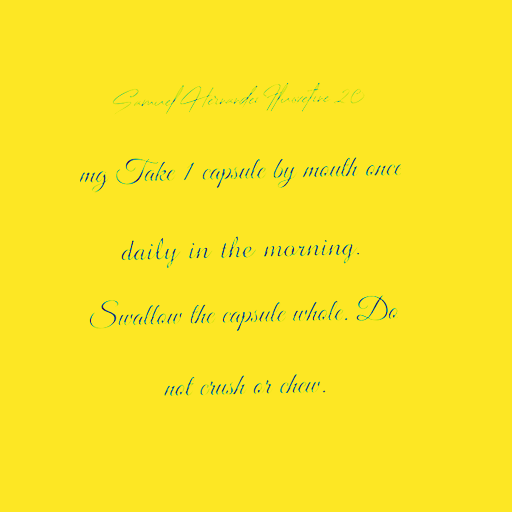 Samuel Hernandez Fluoxetine 20
mg Take 1 capsule by mouth once
daily in the morning.
Swallow the capsule whole. Do
not crush or chew.